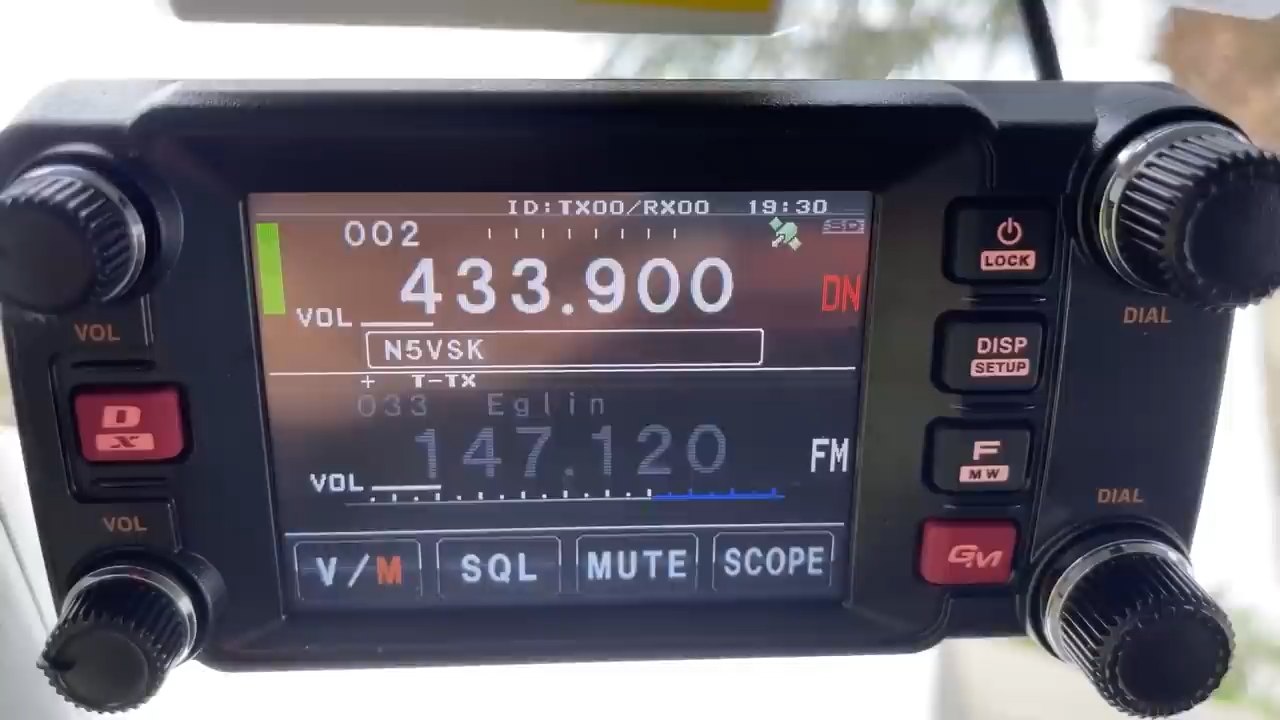 ID:TX00/RX00 19:30
002
SD
433.900
DN
VOL
N5VSK
+ T-TX
033 Eglin
147.120
FM
VOL
V/M SQL MUTE SCOPE
VOL
D
X
VOL
LOCK
DISP
SETUP
F
MW
GM
DIAL
DIAL